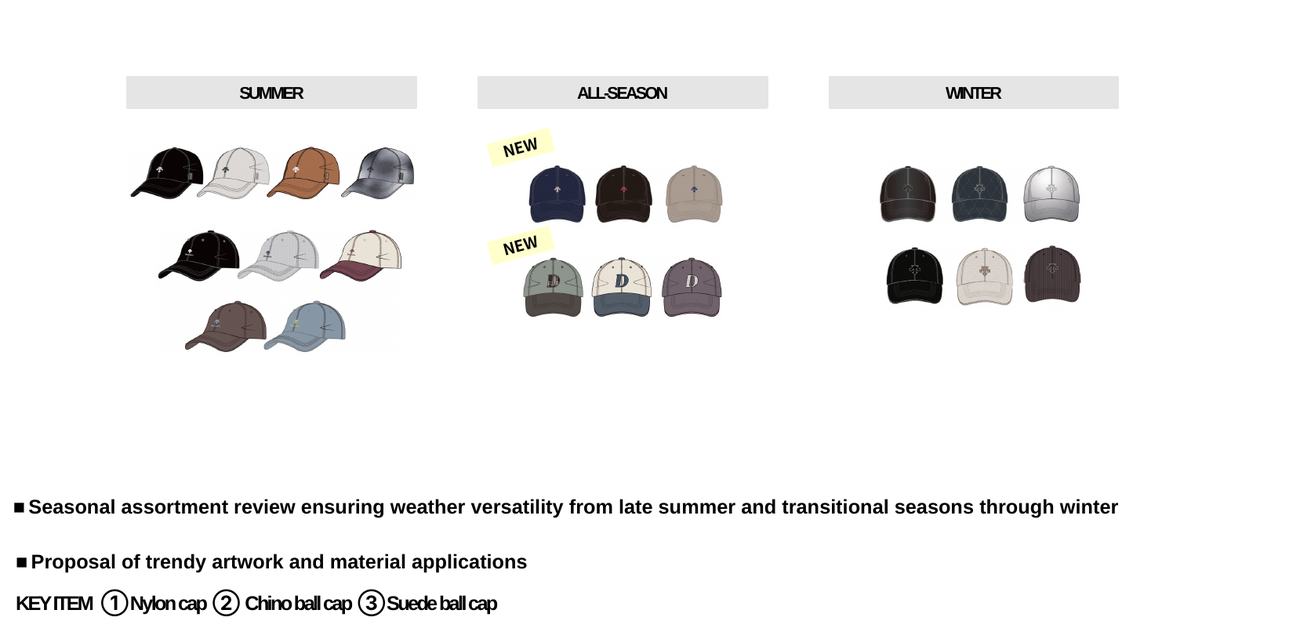 SUMMER
ALL-SEASON
WINTER
NEW
NEW
D D D
■ Seasonal assortment review ensuring weather versatility from late summer and transitional seasons through winter
■ Proposal of trendy artwork and material applications
KEY ITEM ① Nylon cap ② Chino ball cap ③ Suede ball cap